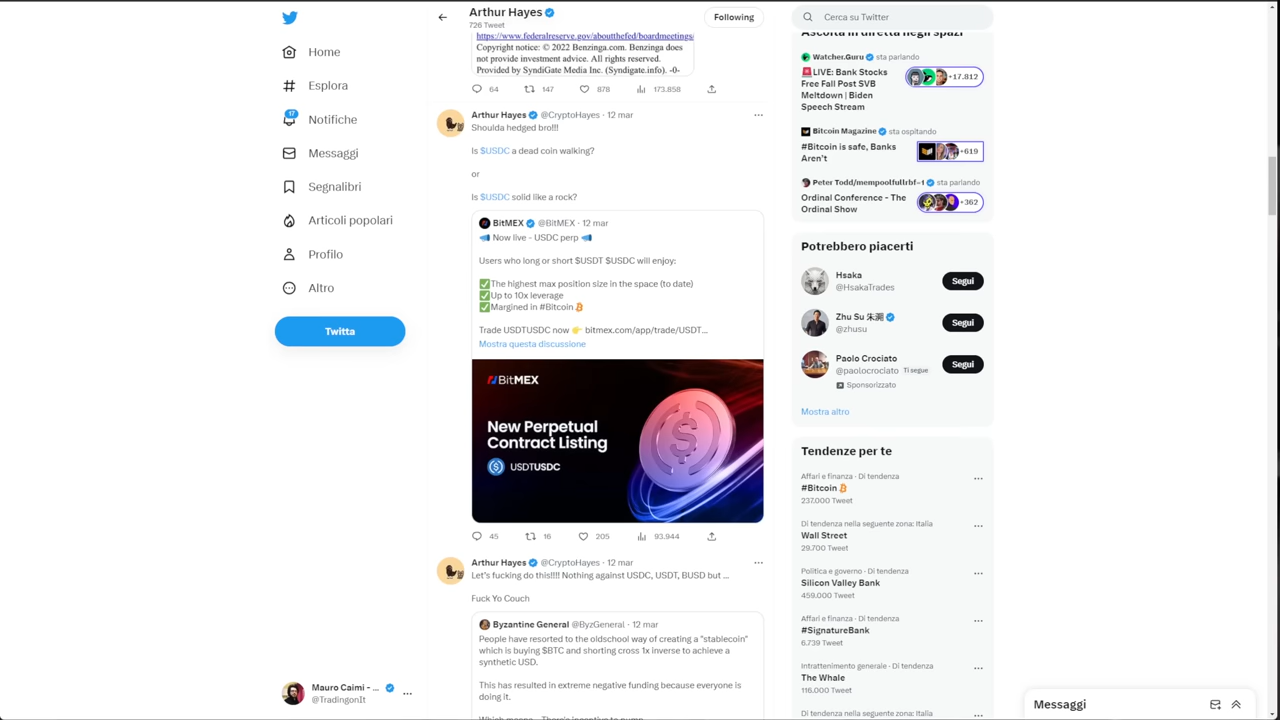 Home
Esplora
17
Notifiche
Messaggi
Segnalibri
Articoli popolari
Profilo
Altro
Twitta
Mauro Caimi - ...
@TradingonIt
Arthur Hayes
726 Tweet
Following
https://www.federalreserve.gov/aboutthefed/boardmeetings/
Copyright notice: © 2022 Benzinga.com. Benzinga does
not provide investment advice. All rights reserved.
Provided by SyndiGate Media Inc. (Syndigate.info). -0-
64 147 878 173.858
Arthur Hayes @CryptoHayes · 12 mar
Shoulda hedged bro!!!
Is $USDC a dead coin walking?
or
Is $USDC solid like a rock?
BitMEX @BitMEX · 12 mar
📣 Now live - USDC perp 📣
Users who long or short $USDT $USDC will enjoy:
✅The highest max position size in the space (to date)
✅Up to 10x leverage
✅Margined in #Bitcoin
Trade USDTUSDC now 👉 bitmex.com/app/trade/USDT...
Mostra questa discussione
BitMEX
New Perpetual
Contract Listing
USDTUSDC
45 16 205 93.944
Arthur Hayes @CryptoHayes · 12 mar
Let's fucking do this!!!! Nothing against USDC, USDT, BUSD but ...
Fuck Yo Couch
Byzantine General @ByzGeneral · 12 mar
People have resorted to the oldschool way of creating a "stablecoin"
which is buying $BTC and shorting cross 1x inverse to achieve a
synthetic USD.
This has resulted in extreme negative funding because everyone is
doing it.
Cerca su Twitter
Ascolta in diretta negli spazi
Watcher.Guru sta parlando
🚨LIVE: Bank Stocks
Free Fall Post SVB
Meltdown | Biden
Speech Stream
+17.812
Bitcoin Magazine sta ospitando
#Bitcoin is safe, Banks
Aren't
+619
Peter Todd/mempoolfullrbf=1 sta parlando
Ordinal Conference - The
Ordinal Show
+362
Potrebbero piacerti
Hsaka
@HsakaTrades
Segui
Zhu Su 朱溯
@zhusu
Segui
Paolo Crociato
@paolocrociato Ti segue
Sponsorizzato
Segui
Mostra altro
Tendenze per te
Affari e finanza · Di tendenza
#Bitcoin
237.000 Tweet
Di tendenza nella seguente zona: Italia
Wall Street
29.700 Tweet
Politica e governo · Di tendenza
Silicon Valley Bank
459.000 Tweet
Affari e finanza · Di tendenza
#SignatureBank
6.739 Tweet
Intrattenimento generale · Di tendenza
The Whale
116.000 Tweet
Di tendenza nella seguente zona: Italia
Messaggi